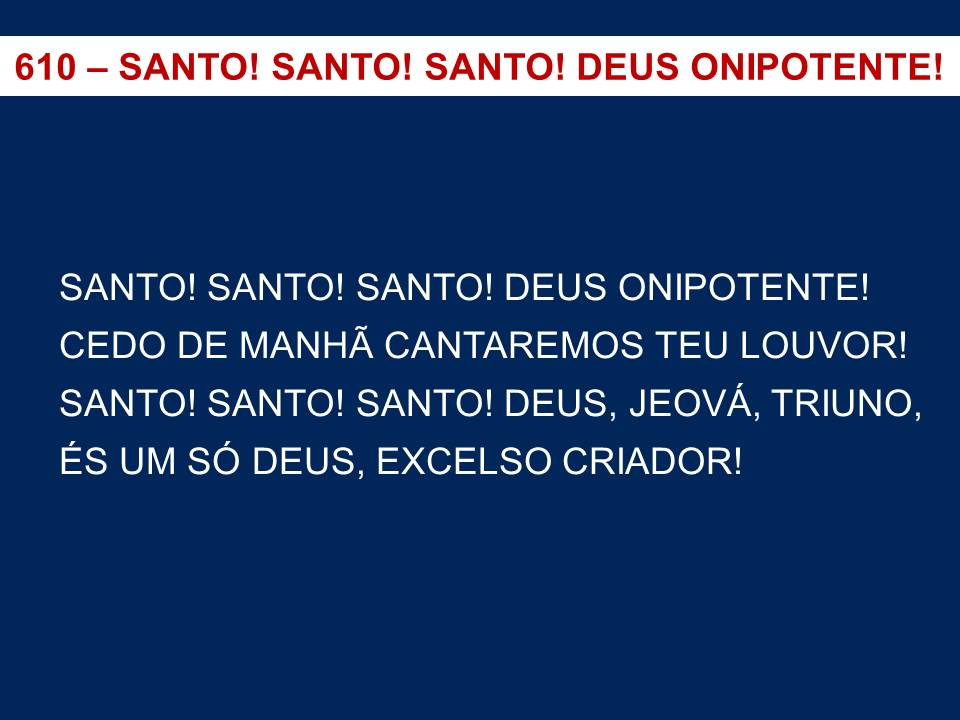 610 – SANTO! SANTO! SANTO! DEUS ONIPOTENTE!
SANTO! SANTO! SANTO! DEUS ONIPOTENTE!
CEDO DE MANHÃ CANTAREMOS TEU LOUVOR!
SANTO! SANTO! SANTO! DEUS, JEOVÁ, TRIUNO,
ÉS UM SÓ DEUS, EXCELSO CRIADOR!